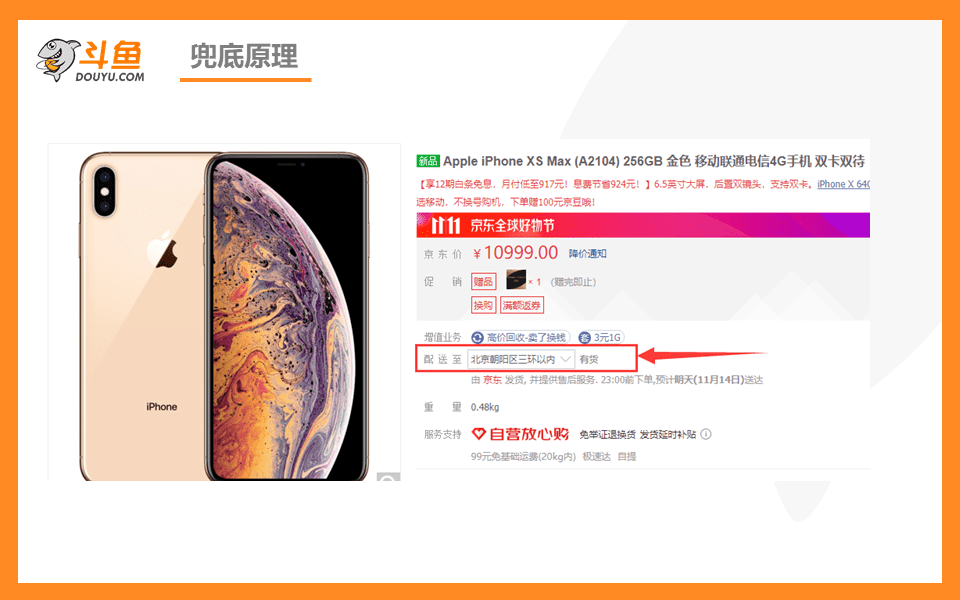 斗鱼
DOUYU.COM
兜底原理
iPhone
新品 Apple iPhone XS Max (A2104) 256GB 金色 移动联通电信4G手机 双卡双待
【享12期白条免息，月付低至917元！息费节省924元！】6.5英寸大屏，后置双镜头，支持双卡。iPhone X 64G
选移动，不换号购机，下单赠100元京豆哦！
11.11 京东全球好物节
京东价 ￥10999.00 降价通知
促销 赠品 × 1 (赠完即止)
换购 满额返券
增值业务 高价回收-卖了换钱 3元1G
配送至 北京朝阳区三环以内 有货
由 京东 发货, 并提供售后服务. 23:00前下单,预计明天(11月14日)送达
重量 0.48kg
服务支持 自营放心购 免举证退换货 发货延时补贴
99元免基础运费(20kg内) 极速达 自提